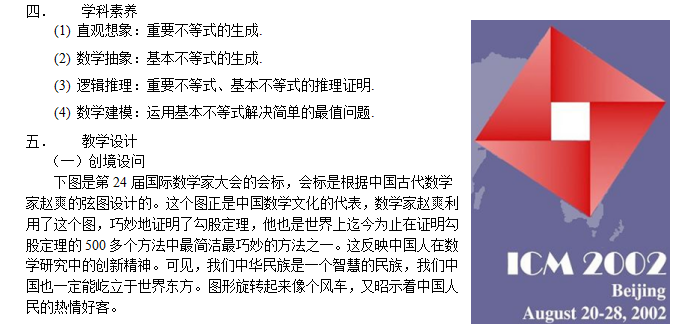 四． 学科素养
(1) 直观想象：重要不等式的生成.
(2) 数学抽象：基本不等式的生成.
(3) 逻辑推理：重要不等式、基本不等式的推理证明.
(4) 数学建模：运用基本不等式解决简单的最值问题.
五． 教学设计
（一）创境设问
下图是第 24 届国际数学家大会的会标，会标是根据中国古代数学
家赵爽的弦图设计的。这个图正是中国数学文化的代表，数学家赵爽利
用了这个图，巧妙地证明了勾股定理，他也是世界上迄今为止在证明勾
股定理的 500 多个方法中最简洁最巧妙的方法之一。这反映中国人在数
学研究中的创新精神。可见，我们中华民族是一个智慧的民族，我们中
国也一定能屹立于世界东方。图形旋转起来像个风车，又昭示着中国人
民的热情好客。
ICM 2002
Beijing
August 20-28, 2002